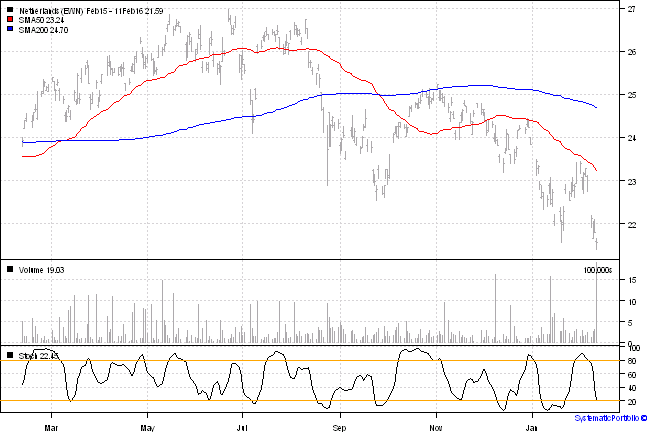 Netherlands (EWN) Feb15 - 11Feb16 21.59
SMA50 23.24
SMA200 24.70
27
26
25
24
23
22
Volume 19.03
100,000s
15
10
5
0
Stoch 22.45
100
80
60
40
20
Mar May Jul Sep Nov Jan
SystematicPortfolio ©